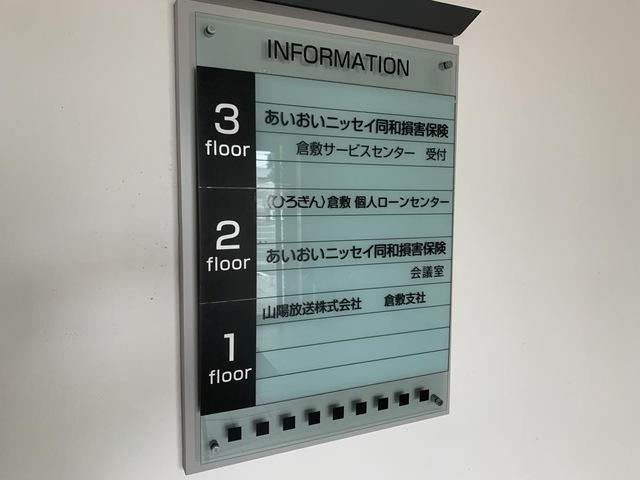 INFORMATION
3
floor
あいおいニッセイ同和損害保険
倉敷サービスセンター 受付
2
floor
〈ひろぎん〉倉敷 個人ローンセンター
あいおいニッセイ同和損害保険
会議室
1
floor
山陽放送株式会社 倉敷支社